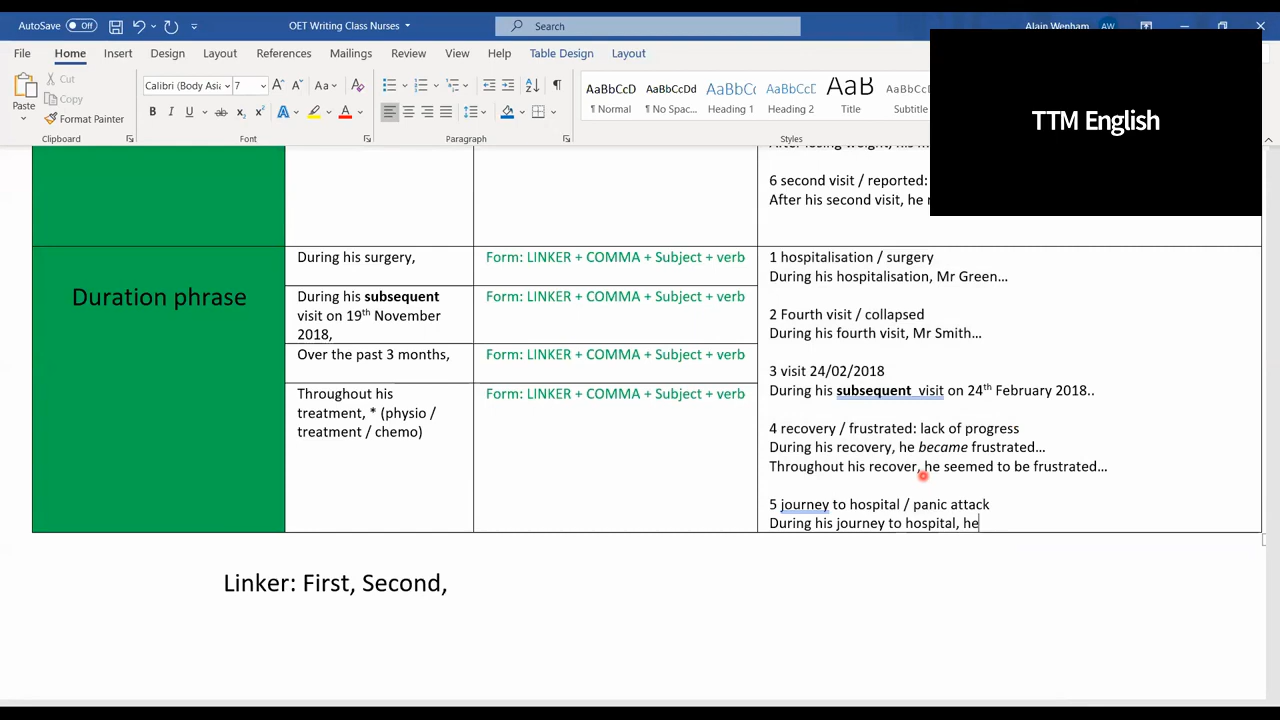 AutoSave Off OET Writing Class Nurses Search Alain Wenham AW
File Home Insert Draw Design Layout References Mailings Review View Help Table Design Layout
Cut
Copy
Format Painter
Paste
Calibri (Body Asi 7
AaBbCcD AaBbCcDd AaBbCc AaBbCcD AaB AaBbCcD
¶ Normal ¶ No Spac... Heading 1 Heading 2 Title Subtitle
Clipboard Font Paragraph Styles
TTM English
6 second visit / reported:
After his second visit, he
Duration phrase
During his surgery,
Form: LINKER + COMMA + Subject + verb
During his subsequent
visit on 19th November
2018,
Form: LINKER + COMMA + Subject + verb
Over the past 3 months,
Form: LINKER + COMMA + Subject + verb
Throughout his
treatment, * (physio /
treatment / chemo)
Form: LINKER + COMMA + Subject + verb
1 hospitalisation / surgery
During his hospitalisation, Mr Green…
2 Fourth visit / collapsed
During his fourth visit, Mr Smith…
3 visit 24/02/2018
During his subsequent visit on 24th February 2018..
4 recovery / frustrated: lack of progress
During his recovery, he became frustrated…
Throughout his recover, he seemed to be frustrated…
5 journey to hospital / panic attack
During his journey to hospital, he
Linker: First, Second,